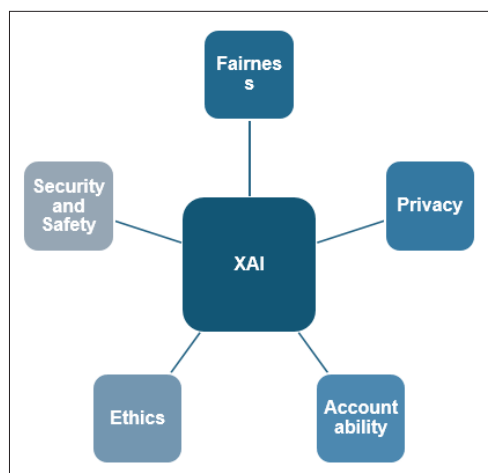 Fairnes
s
Security
and
Safety
Privacy
XAI
Ethics
Account
ability